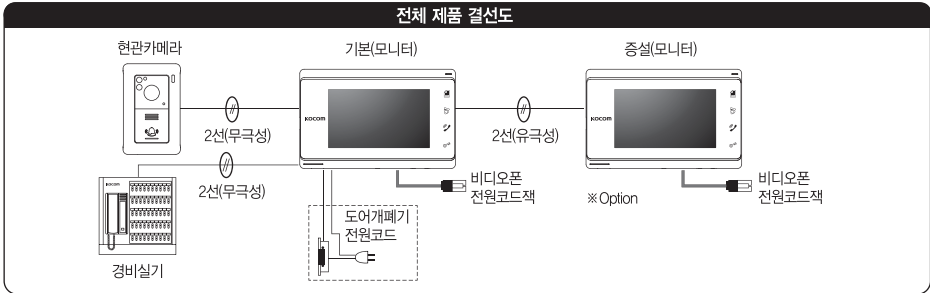 전체 제품 결선도
현관카메라
기본(모니터)
증설(모니터)
KOCOM
KOCOM
2선(무극성)
2선(유극성)
2선(무극성)
비디오폰
전원코드잭
※Option
비디오폰
전원코드잭
KOCOM
도어개폐기
전원코드
경비실기